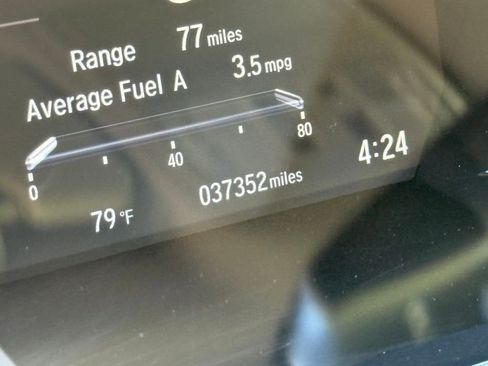 Range 77 miles
Average Fuel A 3.5 mpg
0 40 80
79 °F 037352 miles 4:24